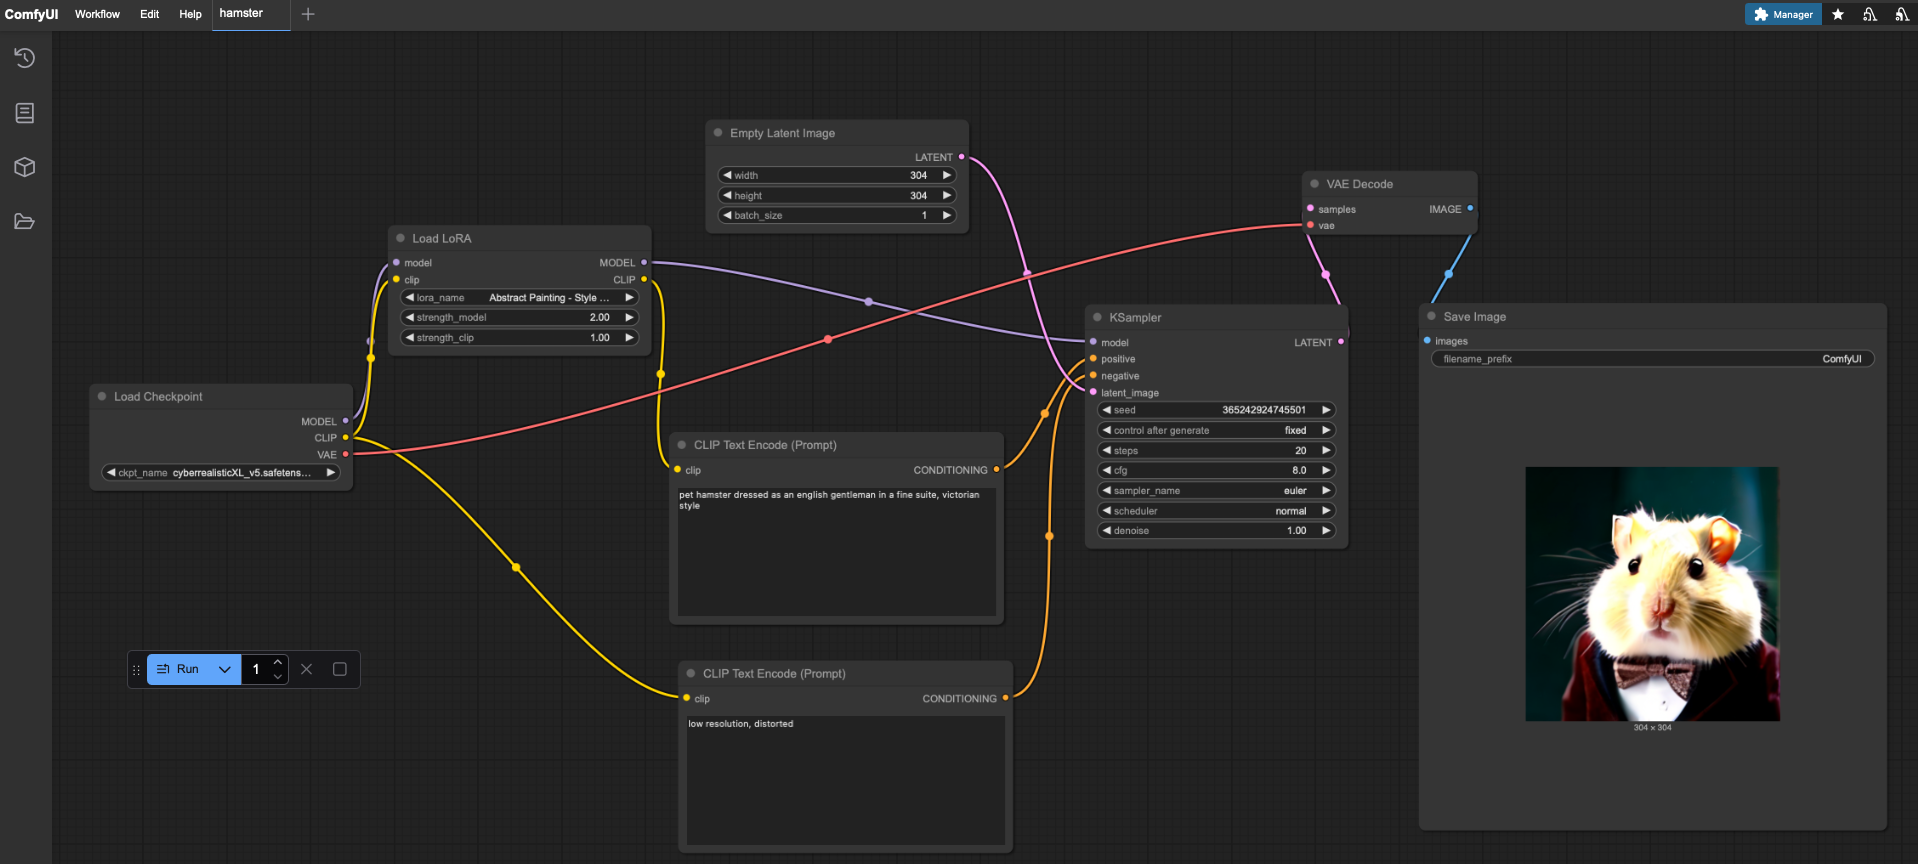 ComfyUI Workflow Edit Help hamster
Manager
Empty Latent Image
LATENT
width 304
height 304
batch_size 1
VAE Decode
samples IMAGE
vae
Load LoRA
model MODEL
clip CLIP
lora_name Abstract Painting - Style ...
strength_model 2.00
strength_clip 1.00
KSampler
model LATENT
positive
negative
latent_image
seed 365242924745501
control after generate fixed
steps 20
cfg 8.0
sampler_name euler
scheduler normal
denoise 1.00
Save Image
images
filename_prefix ComfyUI
304 × 304
Load Checkpoint
MODEL
CLIP
VAE
ckpt_name cyberrealisticXL_v5.safetens...
CLIP Text Encode (Prompt)
clip CONDITIONING
pet hamster dressed as an english gentleman in a fine suite, victorian
style
Run 1
CLIP Text Encode (Prompt)
clip CONDITIONING
low resolution, distorted